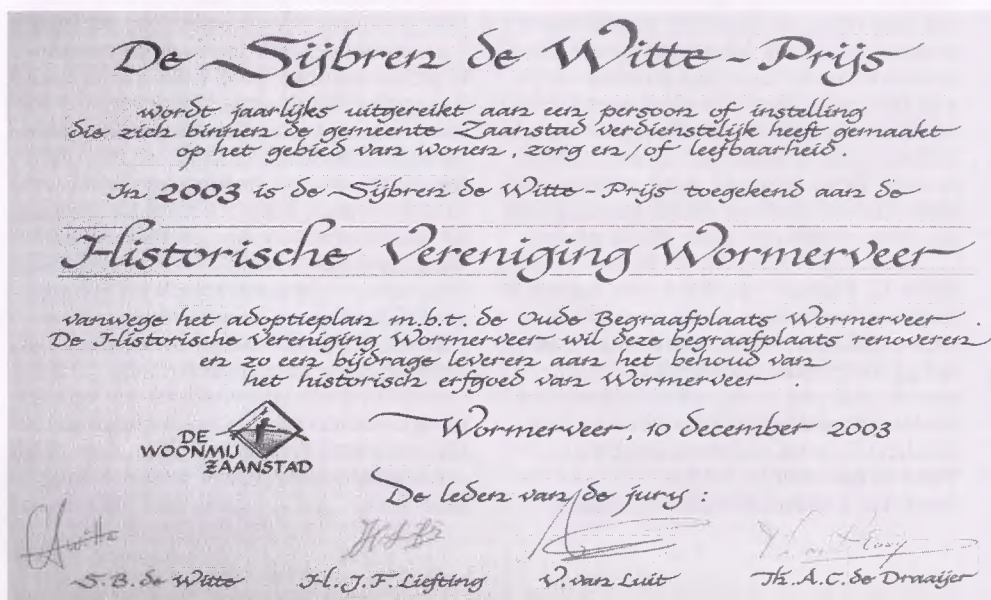 De Sijbren de Witte - Prijs
wordt jaarlijks uitgereikt aan een persoon of instelling
die zich binnen de gemeente Zaanstad verdienstelijk heeft gemaakt
op het gebied van wonen, zorg en/of leefbaarheid.
In 2003 is de Sijbren de Witte - Prijs toegekend aan de
Historische Vereniging Wormerveer
vanwege het adoptieplan m.b.t. de Oude Begraafplaats Wormerveer.
De Historische Vereniging Wormerveer wil deze begraafplaats renoveren
en zo een bijdrage leveren aan het behoud van
het historisch erfgoed van Wormerveer.
DE
WOONMIJ
ZAANSTAD
Wormerveer, 10 december 2003
De leden van de jury:
S.B. de Witte H.J.F. Liefting V. van Luit Th.A.C. de Draaijer